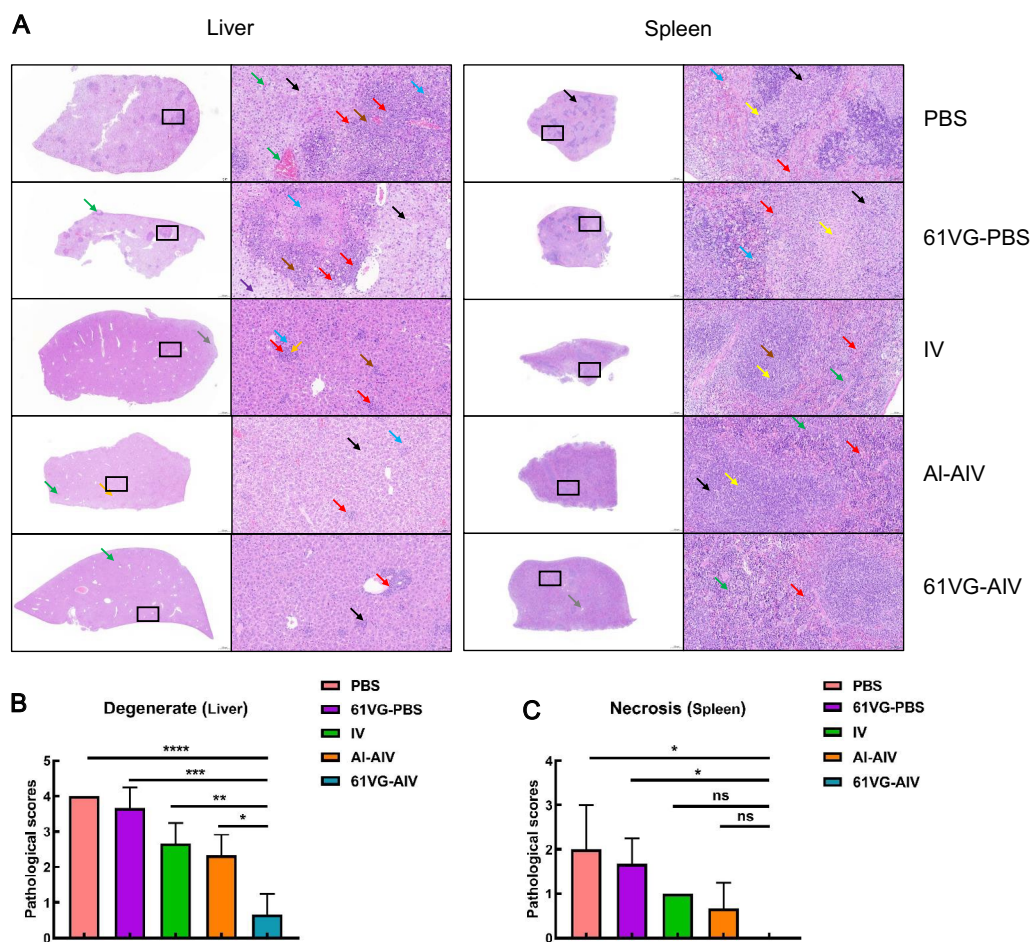 A
Liver
Spleen
PBS
61VG-PBS
IV
AI-AIV
61VG-AIV
B
Degenerate (Liver)
Pathological scores
5
4
3
2
1
0
****
***
**
*
PBS
61VG-PBS
IV
AI-AIV
61VG-AIV
C
Necrosis (Spleen)
Pathological scores
4
3
2
1
0
*
*
ns
ns
PBS
61VG-PBS
IV
AI-AIV
61VG-AIV